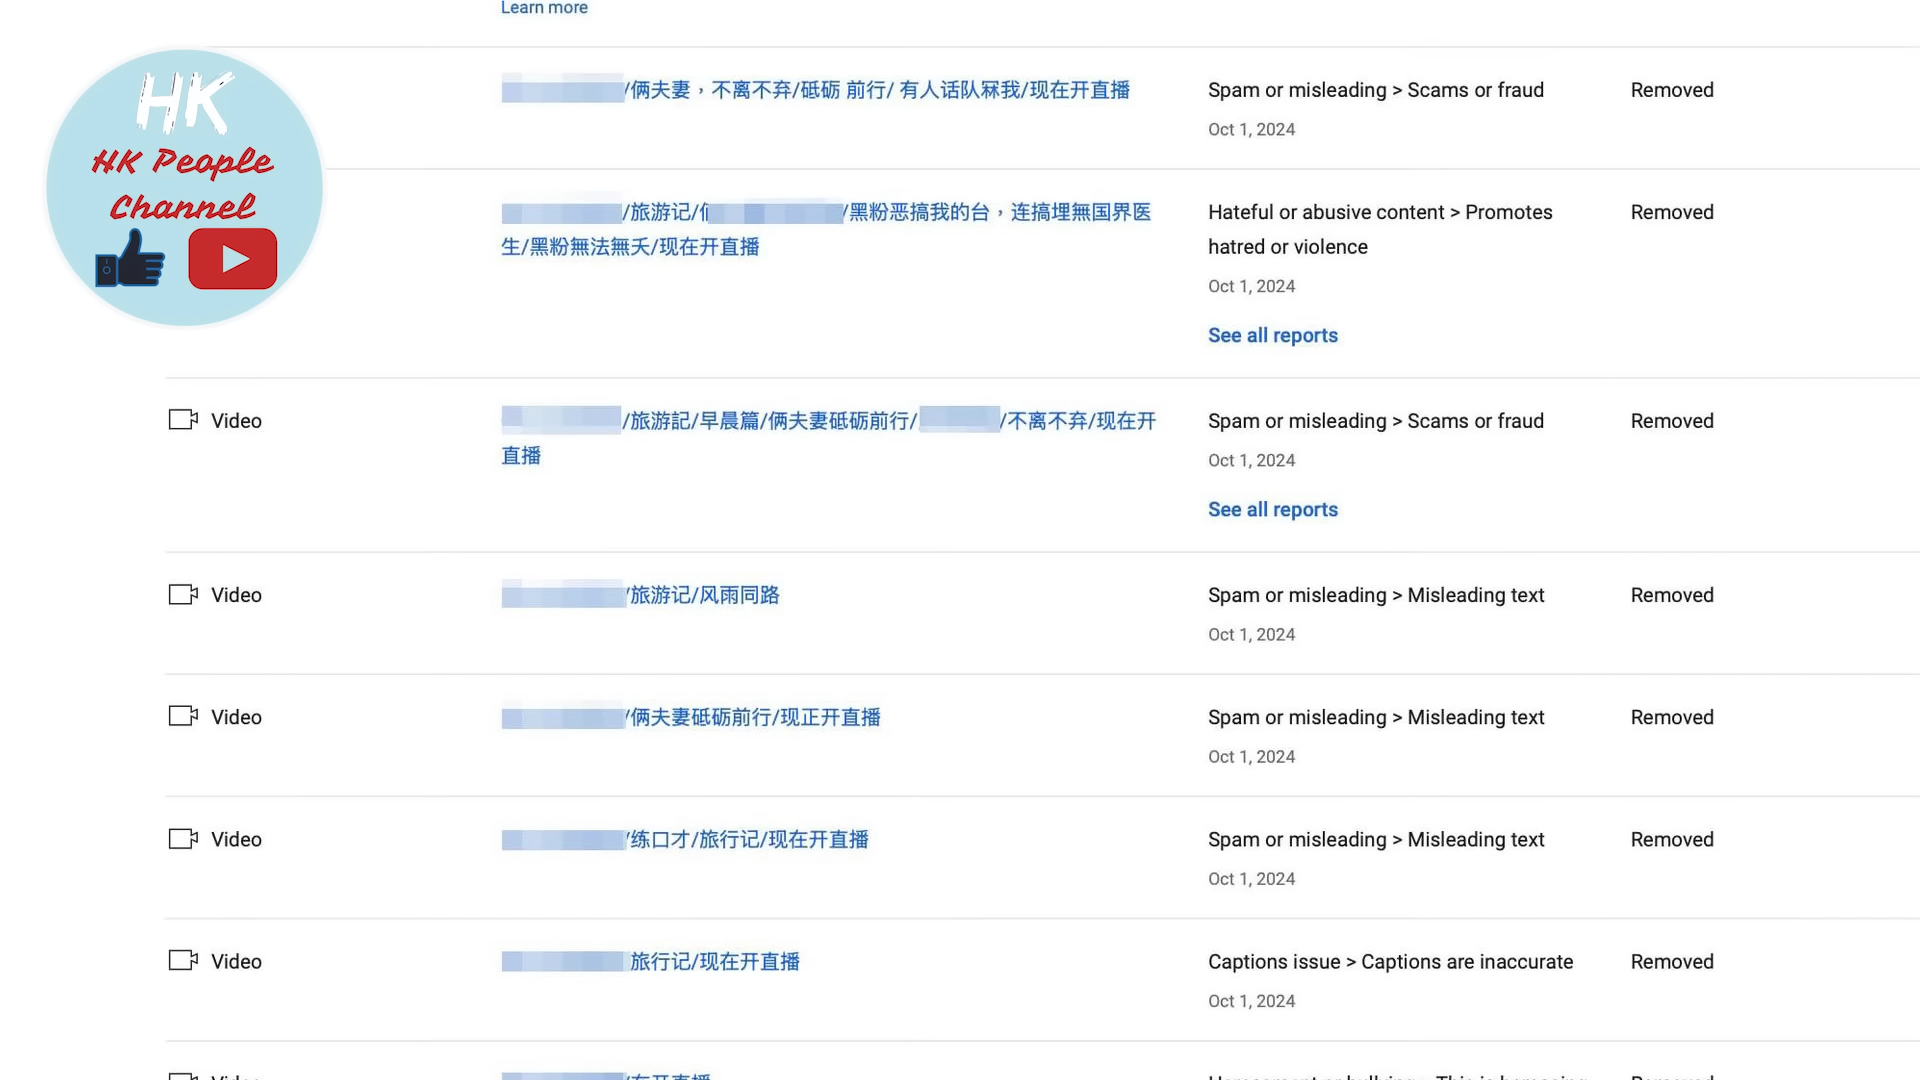 Learn more
HK
HK People
Channel
/俩夫妻，不离不弃/砥砺 前行/ 有人话队冧我/现在开直播
Spam or misleading > Scams or fraud
Removed
Oct 1, 2024
/旅游记/
/黑粉恶搞我的台，连搞埋無国界医
生/黑粉無法無天/现在开直播
Hateful or abusive content > Promotes
hatred or violence
Removed
Oct 1, 2024
See all reports
Video
/旅游記/早晨篇/俩夫妻砥砺前行/
/不离不弃/现在开
直播
Spam or misleading > Scams or fraud
Removed
Oct 1, 2024
See all reports
Video
/旅游记/风雨同路
Spam or misleading > Misleading text
Removed
Oct 1, 2024
Video
/俩夫妻砥砺前行/现正开直播
Spam or misleading > Misleading text
Removed
Oct 1, 2024
Video
/练口才/旅行记/现在开直播
Spam or misleading > Misleading text
Removed
Oct 1, 2024
Video
旅行记/现在开直播
Captions issue > Captions are inaccurate
Removed
Oct 1, 2024